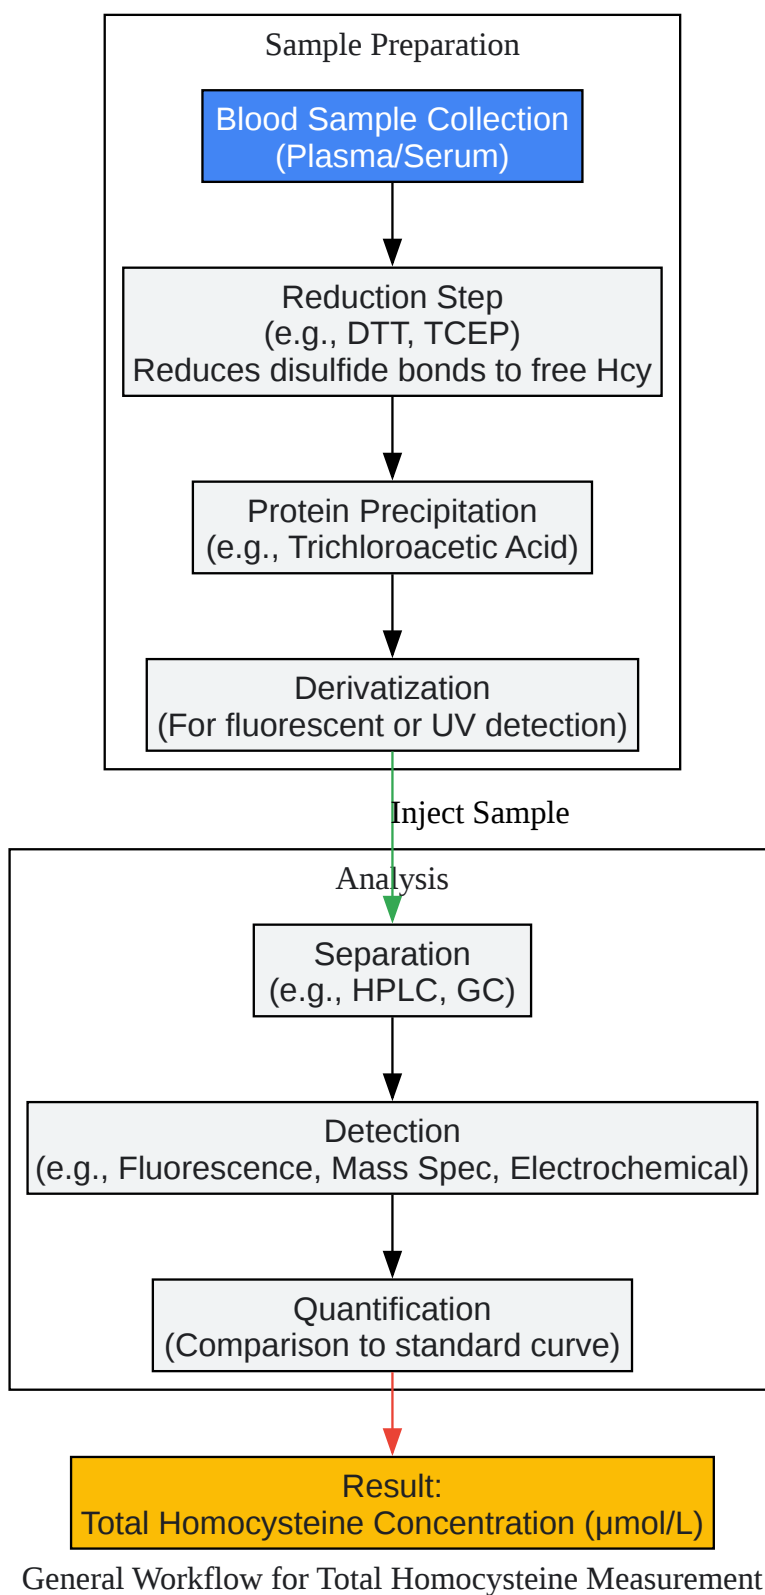 Sample Preparation
Blood Sample Collection
(Plasma/Serum)
Reduction Step
(e.g., DTT, TCEP)
Reduces disulfide bonds to free Hcy
Protein Precipitation
(e.g., Trichloroacetic Acid)
Derivatization
(For fluorescent or UV detection)
Inject Sample
Analysis
Separation
(e.g., HPLC, GC)
Detection
(e.g., Fluorescence, Mass Spec, Electrochemical)
Quantification
(Comparison to standard curve)
Result:
Total Homocysteine Concentration (μmol/L)
General Workflow for Total Homocysteine Measurement